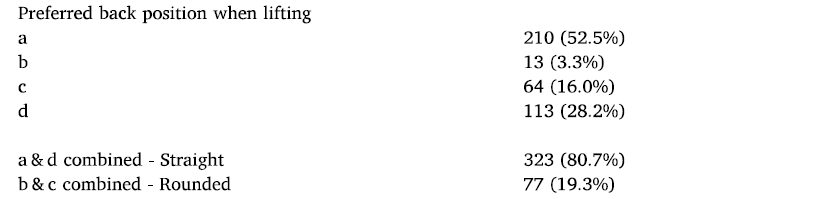 Preferred back position when lifting
a 210 (52.5%)
b 13 (3.3%)
c 64 (16.0%)
d 113 (28.2%)
a & d combined - Straight 323 (80.7%)
b & c combined - Rounded 77 (19.3%)